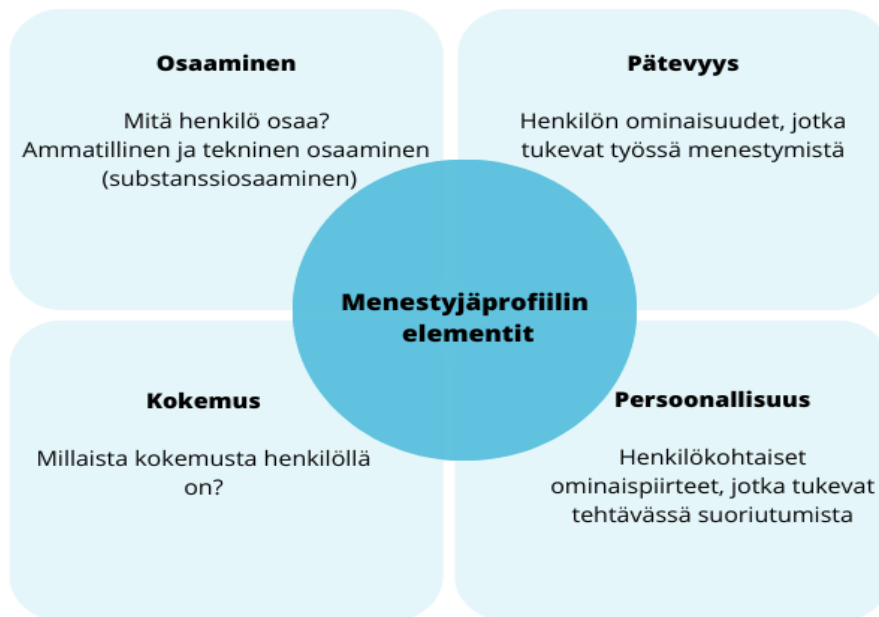 Osaaminen
Mitä henkilö osaa?
Ammatillinen ja tekninen osaaminen
(substanssiosaaminen)
Pätevyys
Henkilön ominaisuudet, jotka
tukevat työssä menestymistä
Menestyjäprofiilin
elementit
Kokemus
Millaista kokemusta henkilöllä
on?
Persoonallisuus
Henkilökohtaiset
ominaispiirteet, jotka tukevat
tehtävässä suoriutumista